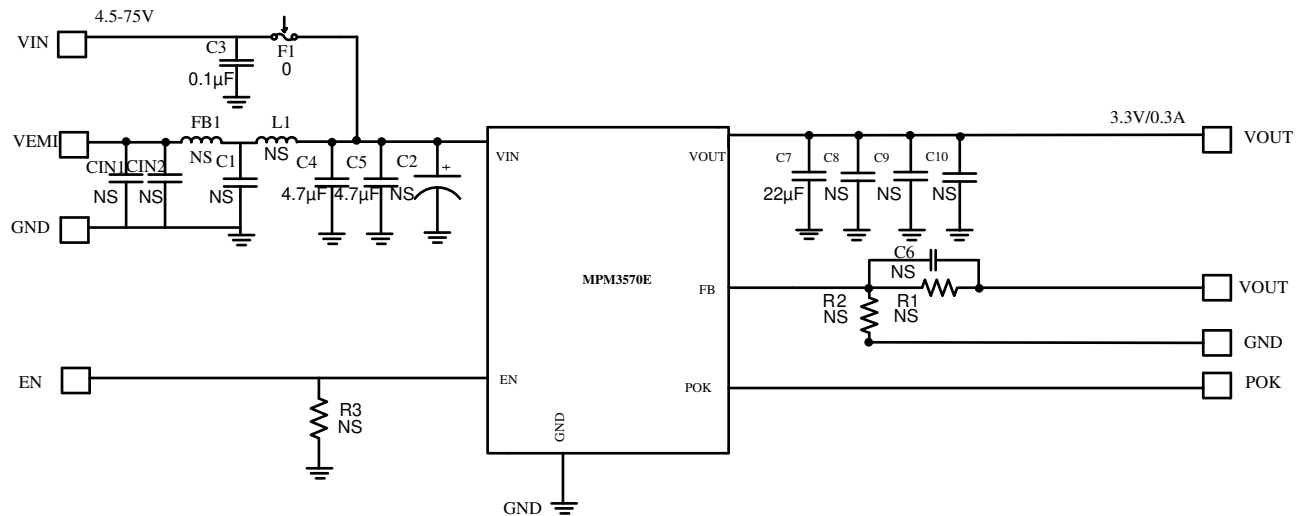 4.5-75V
VIN
C3
0.1µF
F1
0
VEMI
FB1
NS
L1
NS
CIN1
NS
CIN2
NS
C1
NS
C4
4.7µF
C5
4.7µF
C2
NS
GND
VIN
VOUT
MPM3570E
FB
EN
POK
GND
GND
3.3V/0.3A
VOUT
C7
22µF
C8
NS
C9
NS
C10
NS
C6
NS
R2
NS
R1
NS
VOUT
GND
POK
EN
R3
NS